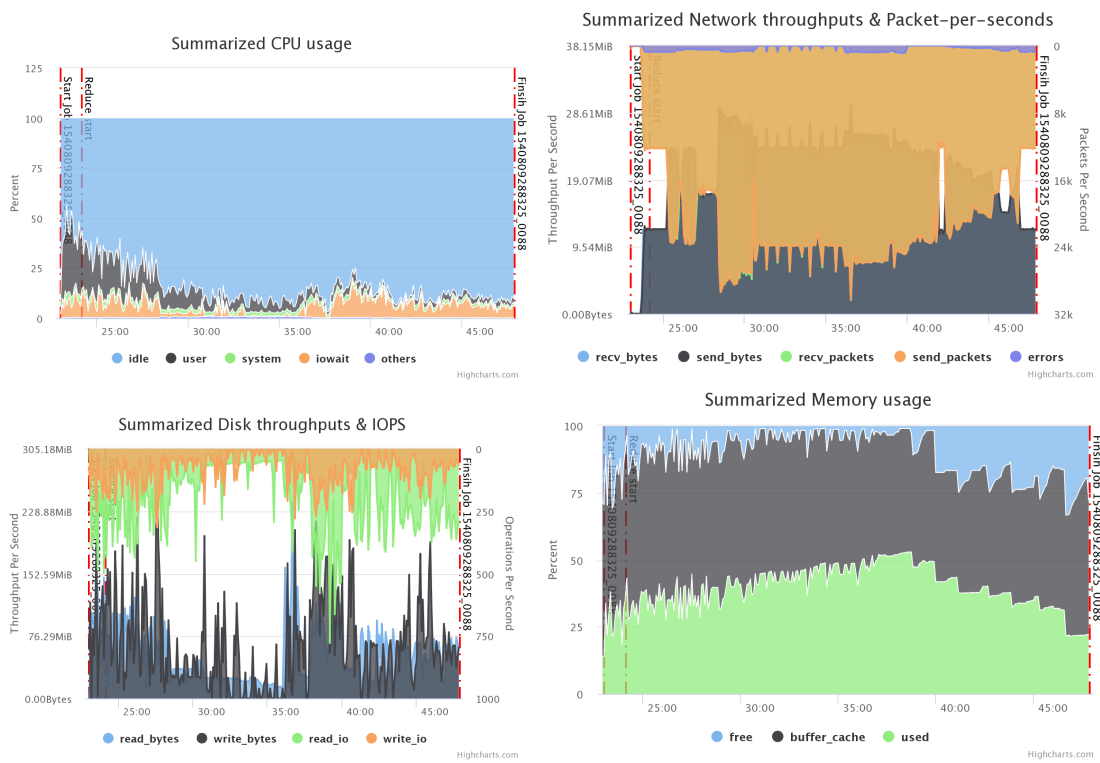 Summarized CPU usage
125
100
75
50
25
0
Percent
Start Job 1540809288325_0088
Reduce start
Finsih Job 1540809288325_0088
25:00
30:00
35:00
40:00
45:00
idle
user
system
iowait
others
Highcharts.com
Summarized Network throughputs & Packet-per-seconds
38.15MiB
28.61MiB
19.07MiB
9.54MiB
0.00Bytes
Throughput Per Second
0
8k
16k
24k
32k
Packets Per Second
Start Job 1540809288325_0088
Reduce start
Finsih Job 1540809288325_0088
25:00
30:00
35:00
40:00
45:00
recv_bytes
send_bytes
recv_packets
send_packets
errors
Highcharts.com
Summarized Disk throughputs & IOPS
305.18MiB
228.88MiB
152.59MiB
76.29MiB
0.00Bytes
Throughput Per Second
0
250
500
750
1000
Operations Per Second
Finsih Job 1540809288325_0088
25:00
30:00
35:00
40:00
45:00
read_bytes
write_bytes
read_io
write_io
Highcharts.com
Summarized Memory usage
100
75
50
25
0
Percent
Start Job 1540809288325_0088
Reduce start
Finsih Job 1540809288325_0088
25:00
30:00
35:00
40:00
45:00
free
buffer_cache
used
Highcharts.com